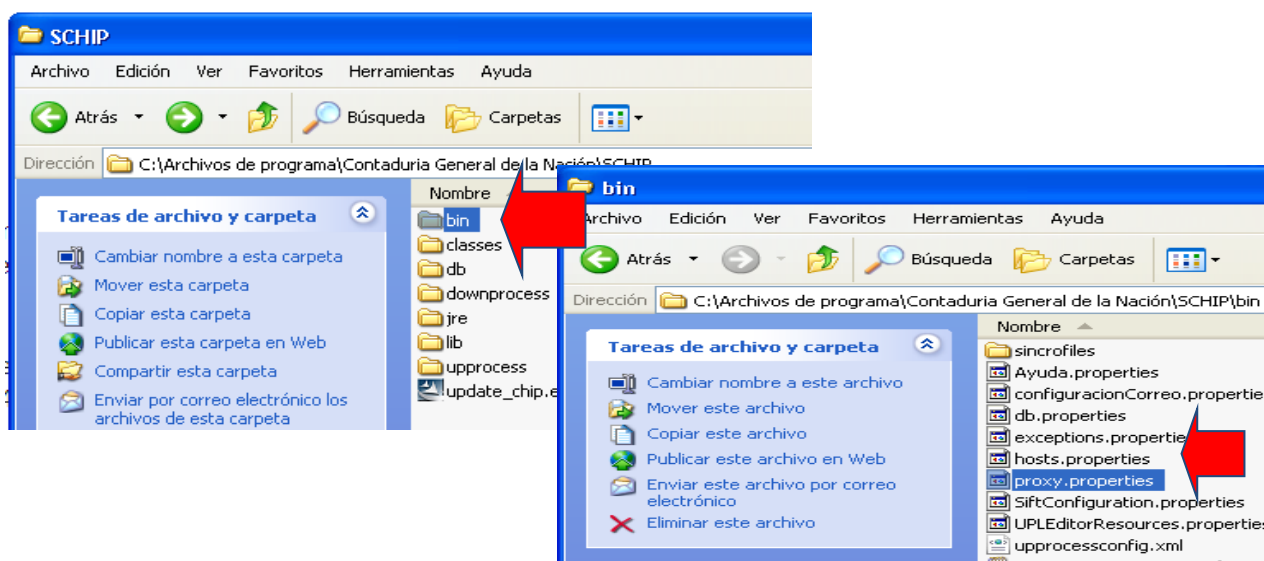 SCHIP
Archivo Edición Ver Favoritos Herramientas Ayuda
Atrás Búsqueda Carpetas
Dirección C:\Archivos de programa\Contaduria General de la Nación\SCHIP
Nombre
Tareas de archivo y carpeta
Cambiar nombre a esta carpeta
Mover esta carpeta
Copiar esta carpeta
Publicar esta carpeta en Web
Compartir esta carpeta
Enviar por correo electrónico los
archivos de esta carpeta
bin
classes
db
downprocess
jre
lib
upprocess
update_chip.e
bin
Archivo Edición Ver Favoritos Herramientas Ayuda
Atrás Búsqueda Carpetas
Dirección C:\Archivos de programa\Contaduria General de la Nación\SCHIP\bin
Nombre
Tareas de archivo y carpeta
Cambiar nombre a este archivo
Mover este archivo
Copiar este archivo
Publicar este archivo en Web
Enviar este archivo por correo
electrónico
Eliminar este archivo
sincrofiles
Ayuda.properties
configuracionCorreo.propertie
db.properties
exceptions.propertie
hosts.properties
proxy.properties
SiftConfiguration.properties
UPLEditorResources.properties
upprocessconfig.xml